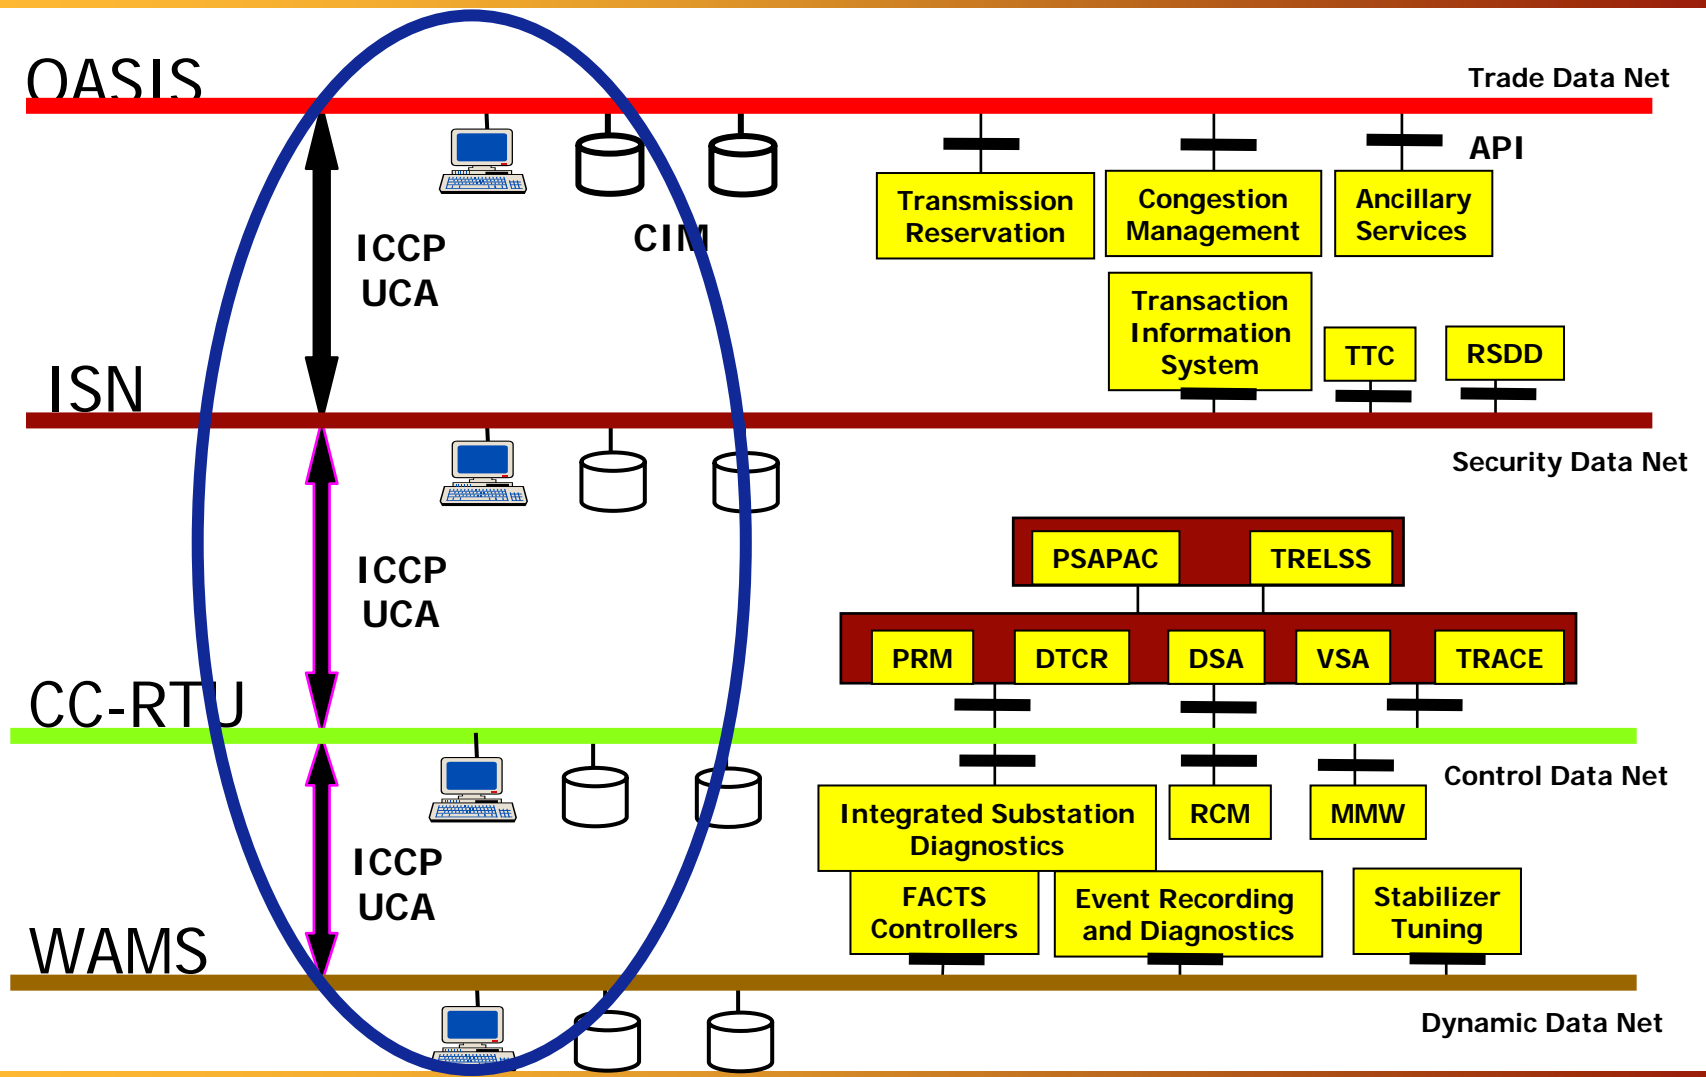 OASIS
Trade Data Net
API
Transmission
Reservation
Congestion
Management
Ancillary
Services
CIM
ICCP
UCA
Transaction
Information
System
TTC
RSDD
ISN
Security Data Net
PSAPAC
TRELSS
ICCP
UCA
PRM
DTCR
DSA
VSA
TRACE
CC-RTU
Control Data Net
Integrated Substation
Diagnostics
RCM
MMW
ICCP
UCA
FACTS
Controllers
Event Recording
and Diagnostics
Stabilizer
Tuning
WAMS
Dynamic Data Net